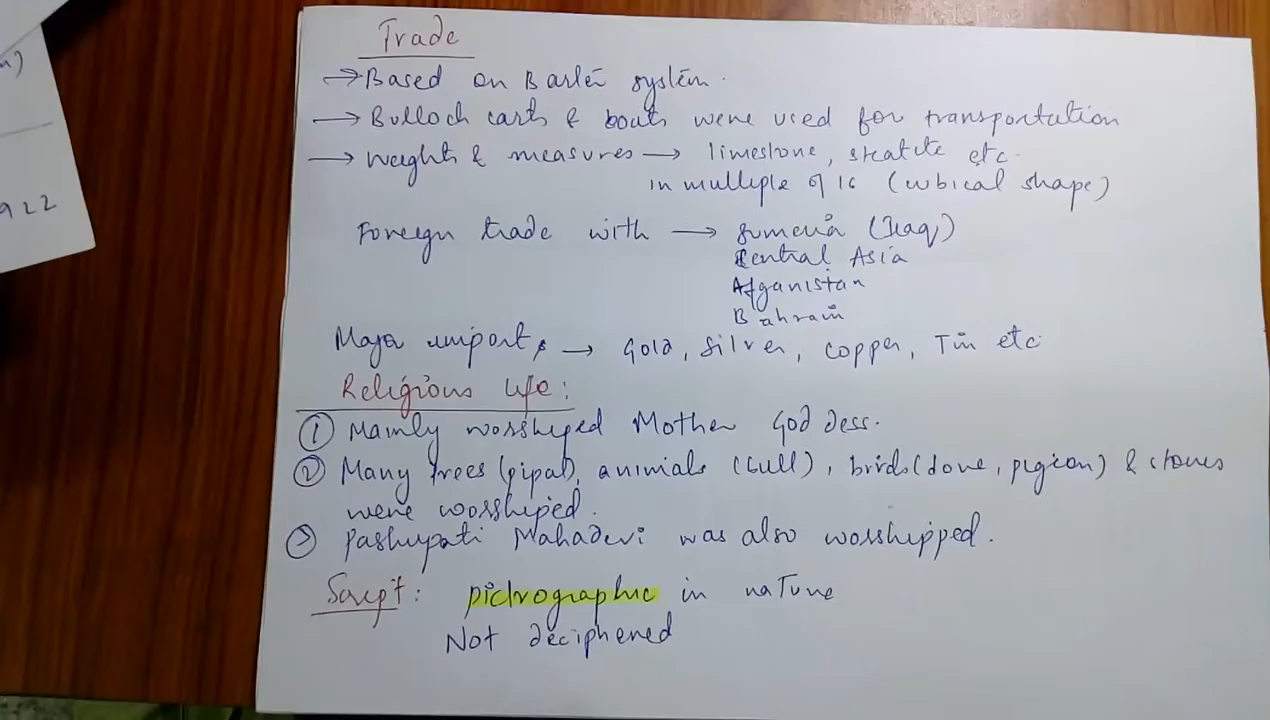 n)
922
Trade
→ Based on Barter system.
→ Bulloch carts & boats were used for transportation
→ weights & measures → limestone, steatite etc.
in multiple of 16 (cubical shape)
Foreign trade with → Sumeria (Iraq)
Central Asia
Afganistan
Bahrain
Major imports → Gold, Silver, Copper, Tin etc
Religious life:
① Mainly worshiped Mother Goddess.
② Many trees (pipal), animals (bull), birds (dove, pigeon) & stones
were worshiped.
③ Pashupati Mahadevi was also worshipped.
Script: pictrographic in nature
Not deciphered